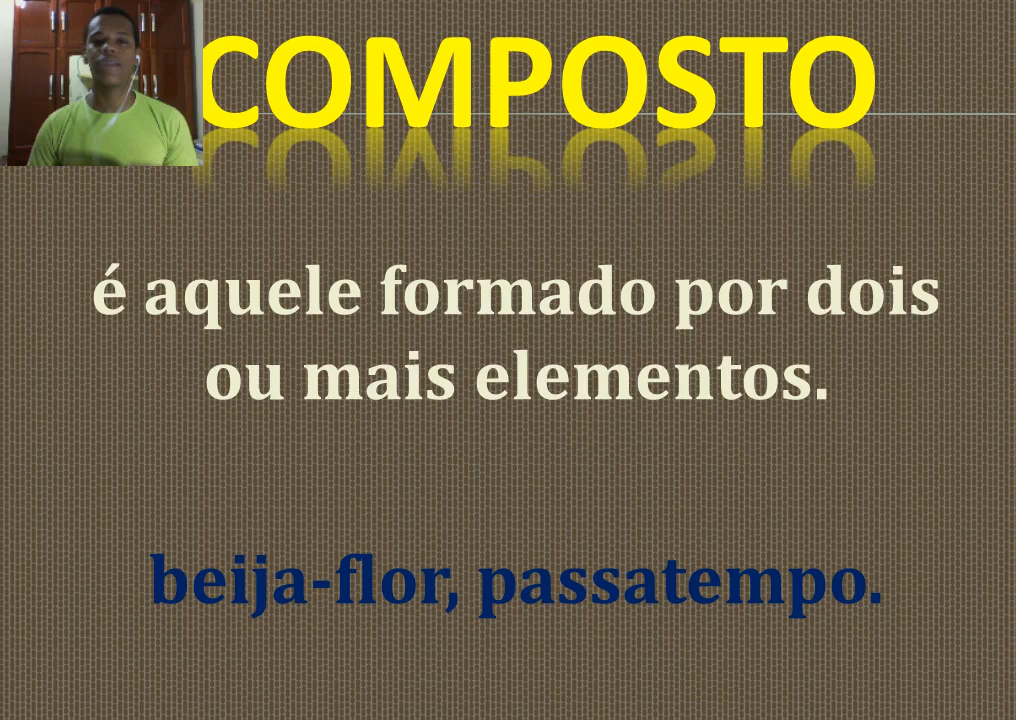 COMPOSTO
é aquele formado por dois
ou mais elementos.
beija-flor, passatempo.